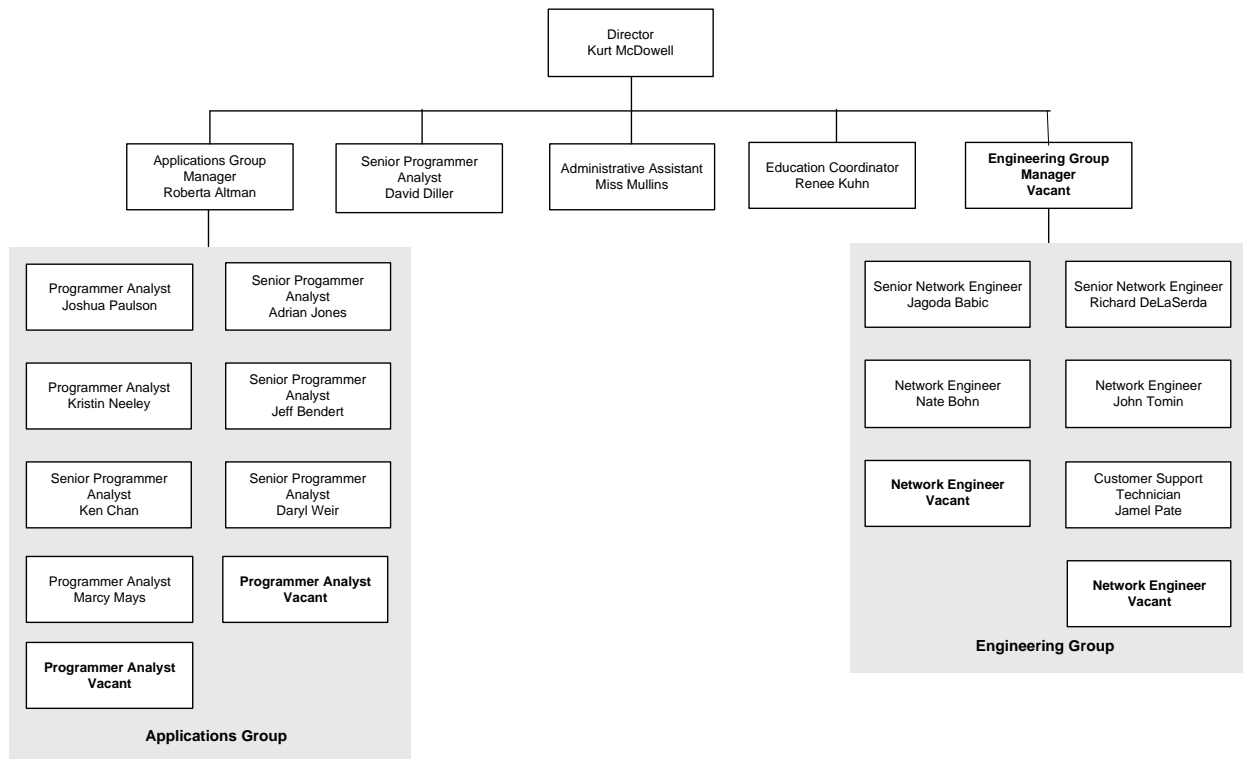 Director
Kurt McDowell
Applications Group
Manager
Roberta Altman
Senior Programmer
Analyst
David Diller
Administrative Assistant
Miss Mullins
Education Coordinator
Renee Kuhn
Engineering Group
Manager
Vacant
Programmer Analyst
Joshua Paulson
Senior Progammer
Analyst
Adrian Jones
Programmer Analyst
Kristin Neeley
Senior Programmer
Analyst
Jeff Bendert
Senior Programmer
Analyst
Ken Chan
Senior Programmer
Analyst
Daryl Weir
Programmer Analyst
Marcy Mays
Programmer Analyst
Vacant
Programmer Analyst
Vacant
Applications Group
Senior Network Engineer
Jagoda Babic
Senior Network Engineer
Richard DeLaSerda
Network Engineer
Nate Bohn
Network Engineer
John Tomin
Network Engineer
Vacant
Customer Support
Technician
Jamel Pate
Network Engineer
Vacant
Engineering Group